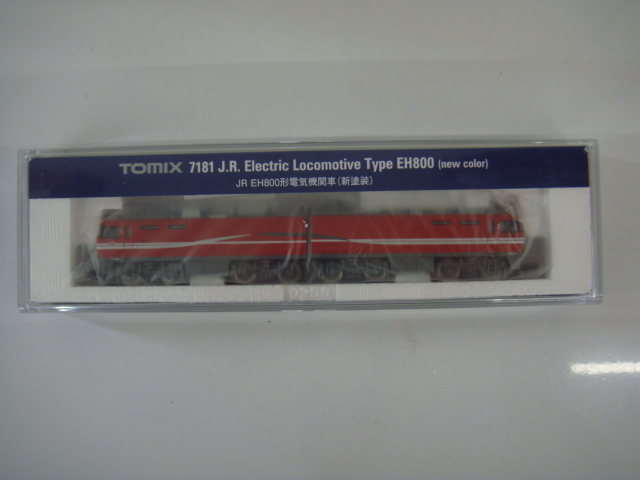 TOMIX 7181 J.R. Electric Locomotive Type EH800 (new color)
JR EH800形電気機関車(新塗装)